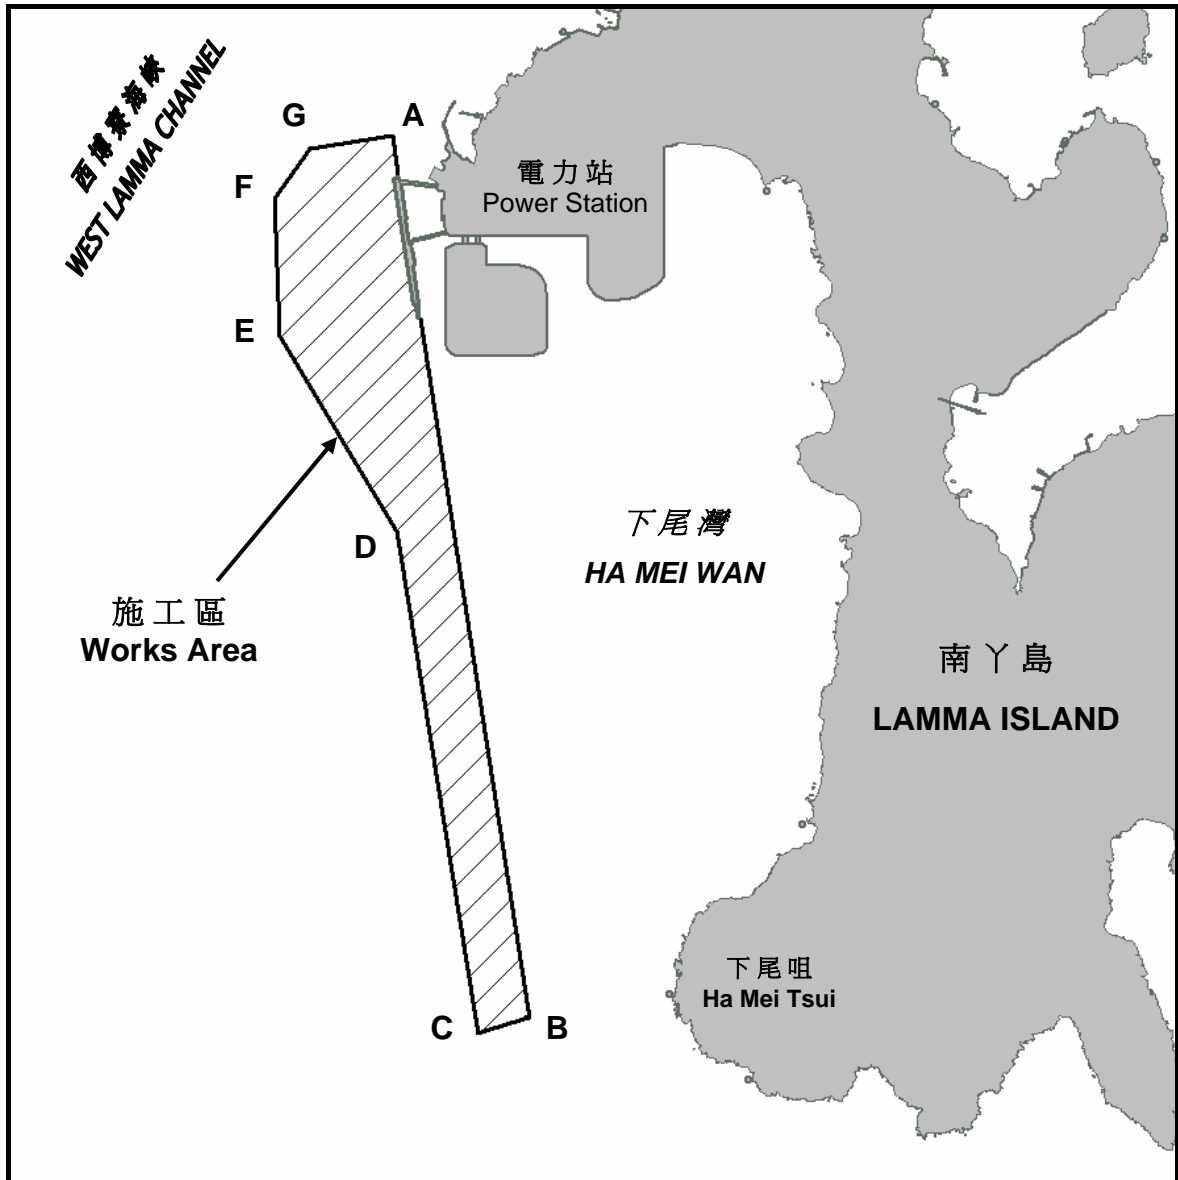 西博寮海峽
WEST LAMMA CHANNEL
G
A
F
電力站
Power Station
E
D
下尾灣
HA MEI WAN
施工區
Works Area
南丫島
LAMMA ISLAND
下尾咀
Ha Mei Tsui
C
B